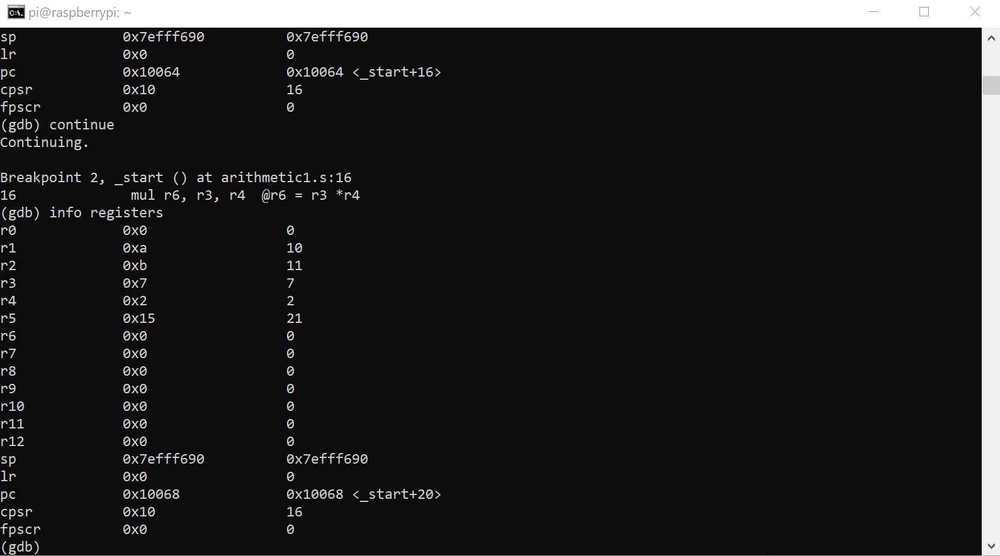 pi@raspberrypi: ~
sp             0x7efff690          0x7efff690
lr             0x0                 0
pc             0x10064             0x10064 <_start+16>
cpsr           0x10                16
fpscr          0x0                 0
(gdb) continue
Continuing.

Breakpoint 2, _start () at arithmetic1.s:16
16              mul r6, r3, r4  @r6 = r3 *r4
(gdb) info registers
r0             0x0                 0
r1             0xa                 10
r2             0xb                 11
r3             0x7                 7
r4             0x2                 2
r5             0x15                21
r6             0x0                 0
r7             0x0                 0
r8             0x0                 0
r9             0x0                 0
r10            0x0                 0
r11            0x0                 0
r12            0x0                 0
sp             0x7efff690          0x7efff690
lr             0x0                 0
pc             0x10068             0x10068 <_start+20>
cpsr           0x10                16
fpscr          0x0                 0
(gdb)